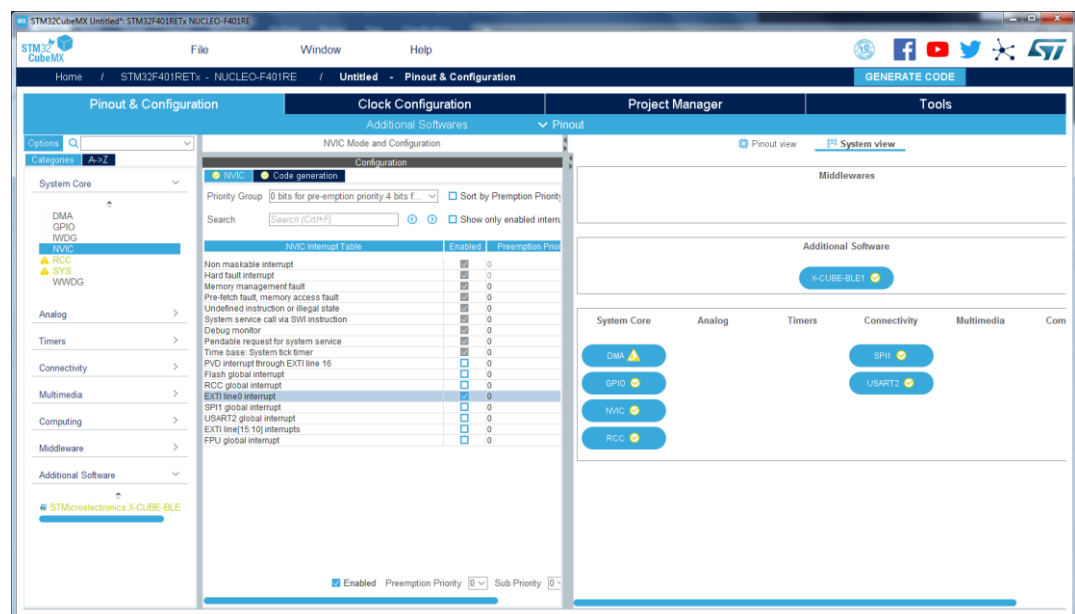 STM32CubeMX Untitled*: STM32F401RETx NUCLEO-F401RE
STM32 CubeMX
File Window Help
Home / STM32F401RETx - NUCLEO-F401RE / Untitled - Pinout & Configuration
GENERATE CODE
Pinout & Configuration Clock Configuration Project Manager Tools
Additional Softwares Pinout
Options
Categories A->Z
System Core
DMA
GPIO
IWDG
NVIC
RCC
SYS
WWDG
Analog
Timers
Connectivity
Multimedia
Computing
Middleware
Additional Software
STMicroelectronics.X-CUBE-BLE
NVIC Mode and Configuration
Configuration
NVIC Code generation
Priority Group 0 bits for pre-emption priority 4 bits f... Sort by Premption Priority
Search Search (Crtl+F) Show only enabled interru
NVIC Interrupt Table Enabled Preemption Prior
Non maskable interrupt 0
Hard fault interrupt 0
Memory management fault 0
Pre-fetch fault, memory access fault 0
Undefined instruction or illegal state 0
System service call via SWI instruction 0
Debug monitor 0
Pendable request for system service 0
Time base: System tick timer 0
PVD interrupt through EXTI line 16 0
Flash global interrupt 0
RCC global interrupt 0
EXTI line0 interrupt 0
SPI1 global interrupt 0
USART2 global interrupt 0
EXTI line[15:10] interrupts 0
FPU global interrupt 0
Enabled Preemption Priority 0 Sub Priority 0
Pinout view System view
Middlewares
Additional Software
X-CUBE-BLE1
System Core Analog Timers Connectivity Multimedia Com
DMA SPI1
GPIO USART2
NVIC
RCC